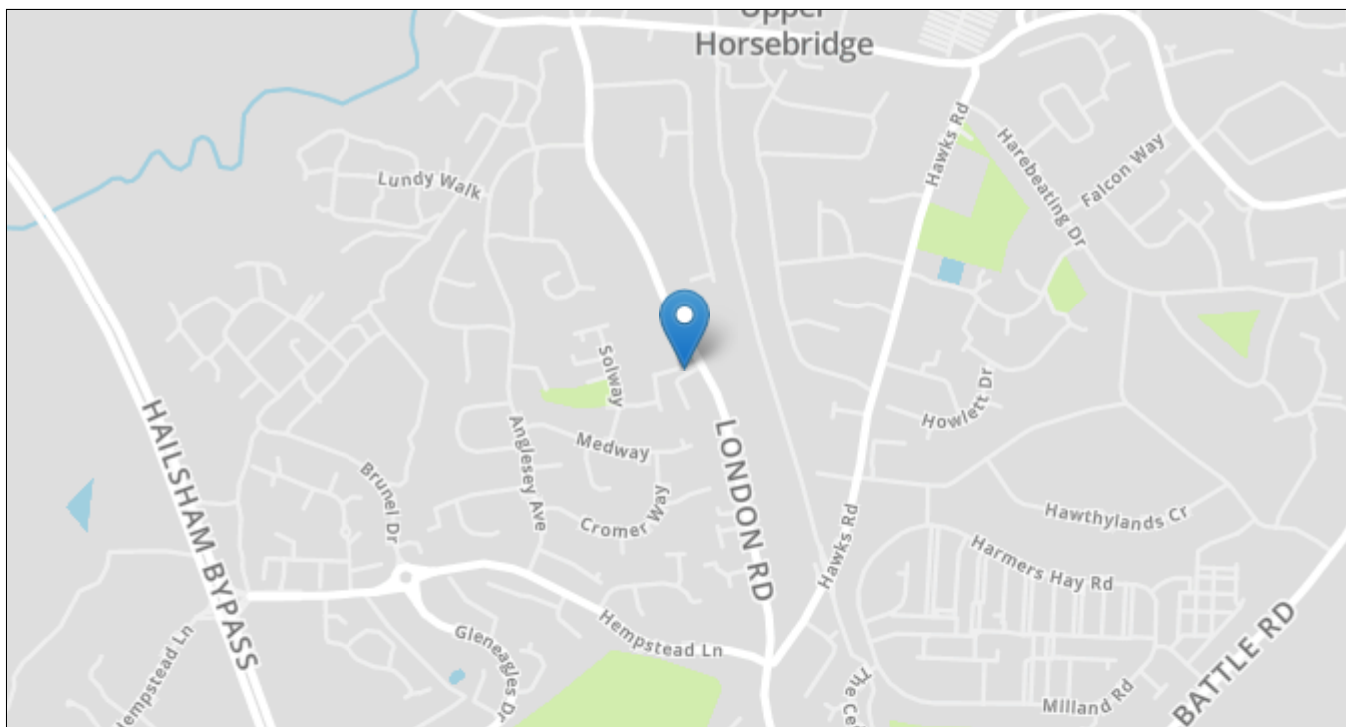 Upper
Horsebridge
Hawks Rd
Harebeating Dr
Falcon Way
Lundy Walk
Solway
Howlett Dr
HAILSHAM BYPASS
Anglesey Ave
Medway
LONDON RD
Brunel Dr
Cromer Way
Hawks Rd
Hawthylands Cr
Harmers Hay Rd
Hempstead Ln
Gleneagles Dr
Hempstead Ln
Milland Rd
BATTLE RD